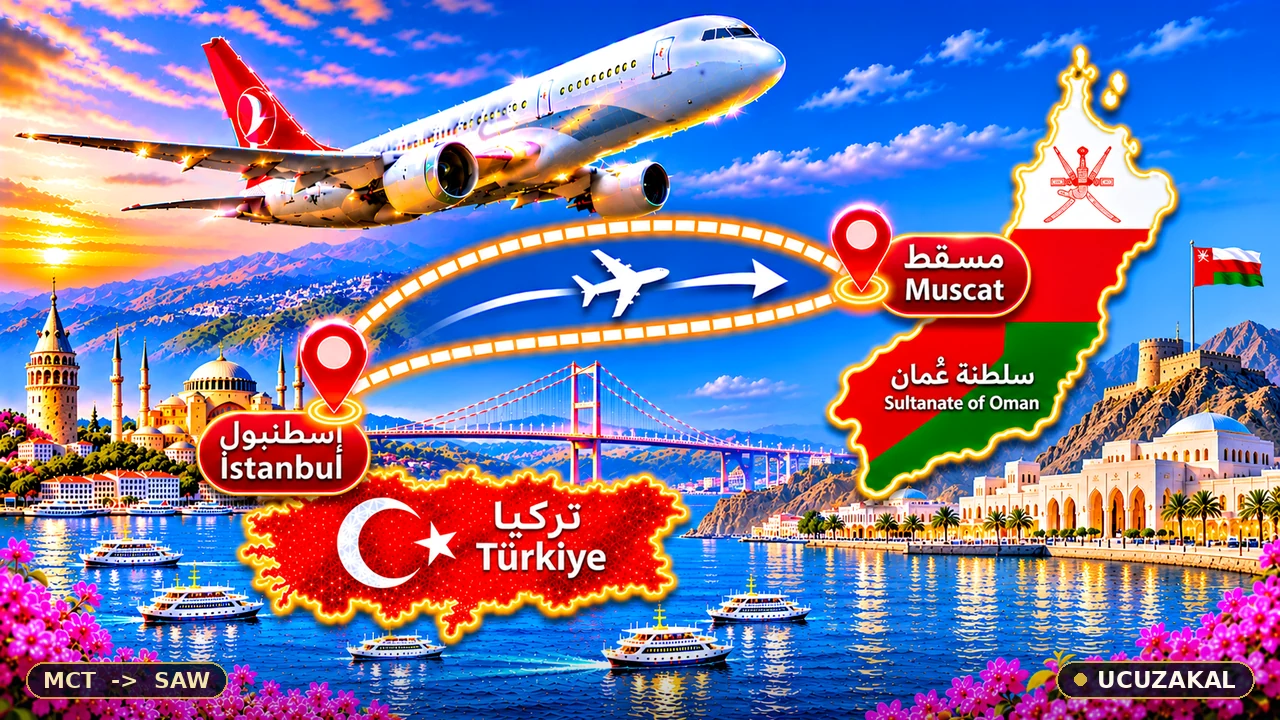 مسقط
Muscat
إسطنبول
İstanbul
سلطنة عُمان
Sultanate of Oman
تركيا
Türkiye
MCT -> SAW
UCUZAKAL